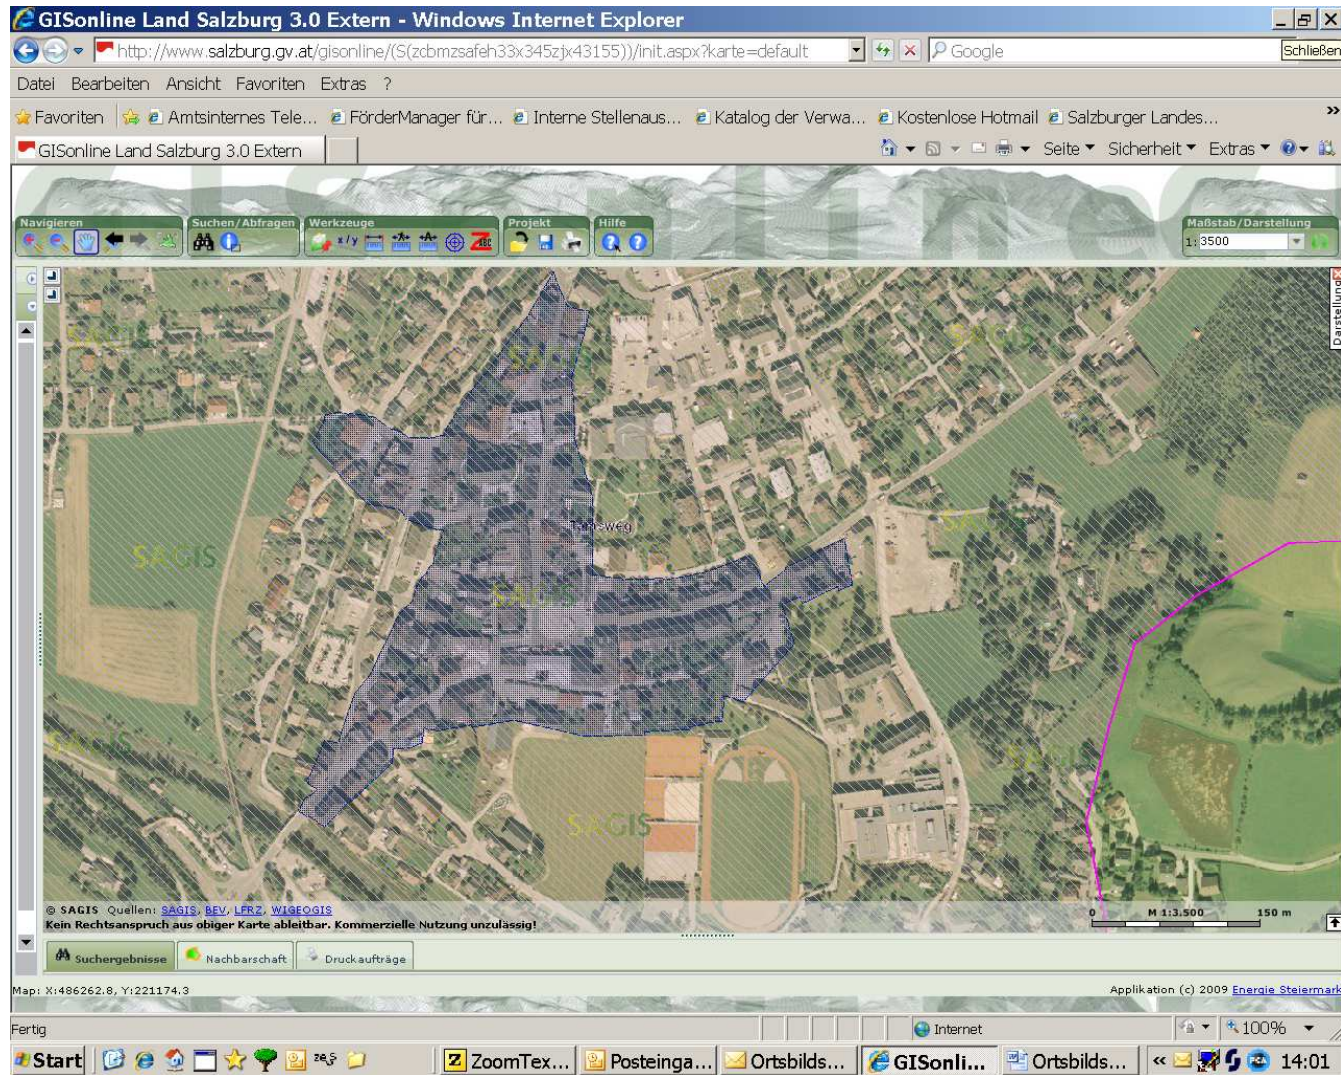 GISonline Land Salzburg 3.0 Extern - Windows Internet Explorer
http://www.salzburg.gv.at/gisonline/(S(zcbmzsafeh33x345zjx43155))/init.aspx?karte=default
Google
Schließen
Datei Bearbeiten Ansicht Favoriten Extras ?
Favoriten Amtsinternes Tele... FörderManager für... Interne Stellenaus... Katalog der Verwa... Kostenlose Hotmail Salzburger Landes... »
GISonline Land Salzburg 3.0 Extern
Seite Sicherheit Extras
Navigieren Suchen/Abfragen Werkzeuge Projekt Hilfe Maßstab/Darstellung
x/y ABC 1: 3500
Darstellung
SAGIS
SAGIS
SAGIS
Tamsweg
SAGIS
SAGIS
SAGIS
SAGIS
SAGIS
SAGIS
© SAGIS Quellen: SAGIS, BEV, LFRZ, WIGEOGIS
Kein Rechtsanspruch aus obiger Karte ableitbar. Kommerzielle Nutzung unzulässig!
0 M 1:3.500 150 m
Suchergebnisse Nachbarschaft Druckaufträge
Map: X:486262.8, Y:221174.3
Applikation (c) 2009 Energie Steiermark
Fertig
Internet
100%
Start ZoomTex... Posteinga... Ortsbilds... GISonli... Ortsbilds... « 14:01